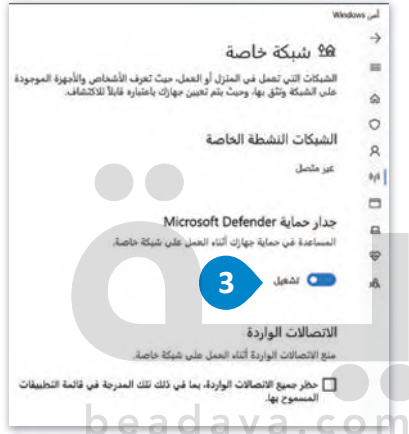 أمن Windows
شبكة خاصة
الشبكات التي تعمل في المنزل أو العمل، حيث تعرف الأشخاص والأجهزة الموجودة
على الشبكة وتثق بها، وحيث يتم تعيين جهازك باعتباره قابلاً للاكتشاف.
الشبكات النشطة الخاصة
غير متصل
جدار حماية Microsoft Defender
المساعدة في حماية جهازك أثناء العمل على شبكة خاصة.
تشغيل
3
الاتصالات الواردة
منع الاتصالات الواردة أثناء العمل على شبكة خاصة.
حظر جميع الاتصالات الواردة، بما في ذلك تلك المدرجة في قائمة التطبيقات
المسموح بها.
beadaya.com